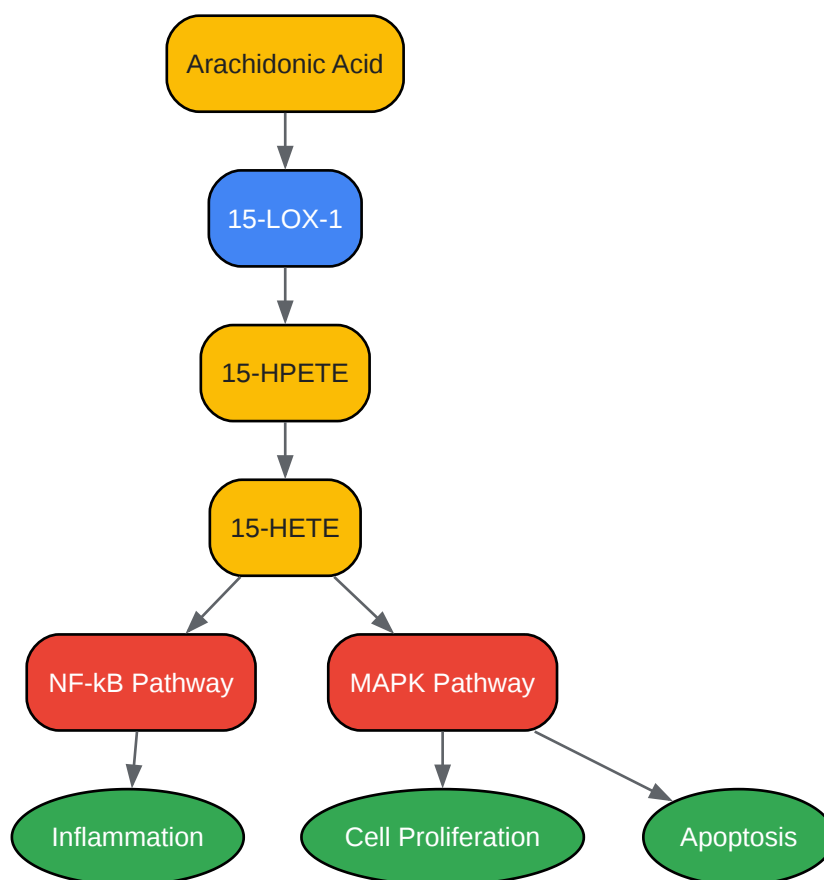 Arachidonic Acid
15-LOX-1
15-HPETE
15-HETE
NF-kB Pathway
MAPK Pathway
Inflammation
Cell Proliferation
Apoptosis